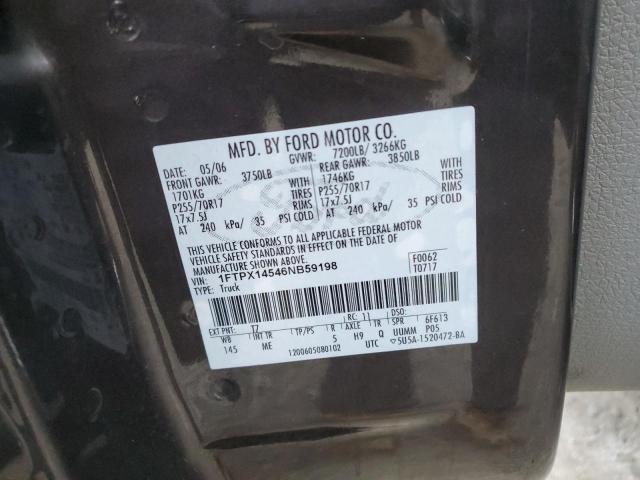 MFD. BY FORD MOTOR CO.
DATE: 05/06 GVWR: 7200LB/ 3266KG
FRONT GAWR: 3750LB REAR GAWR: 3850LB
1701KG 1746KG
P255/70R17 TIRES P255/70R17 TIRES
17x7.5J RIMS 17x7.5J RIMS
AT 240 kPa/ 35 PSI COLD AT 240 kPa/ 35 PSI COLD
THIS VEHICLE CONFORMS TO ALL APPLICABLE FEDERAL MOTOR
VEHICLE SAFETY STANDARDS IN EFFECT ON THE DATE OF
MANUFACTURE SHOWN ABOVE.
VIN: 1FTPX14546NB59198 F0062
TYPE: Truck T0717
EXT PNT: T7 RC: 11 DSO:
WB INT TR TP/PS R AXLE TR SPR 6F613
145 ME 5 H9 Q UUMM P05
1200605080102 UTC 5U5A-1520472-BA